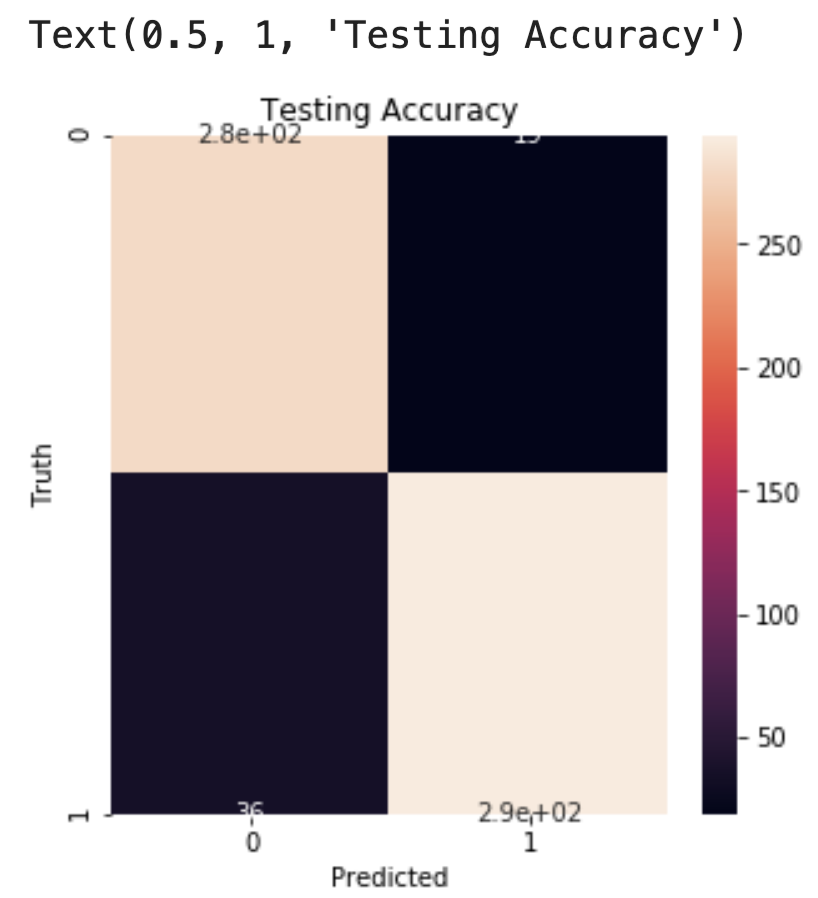 Text(0.5, 1, 'Testing Accuracy')
Testing Accuracy
0
2.8e+02
250
200
150
100
50
Truth
1
36
2.9e+02
0
1
Predicted